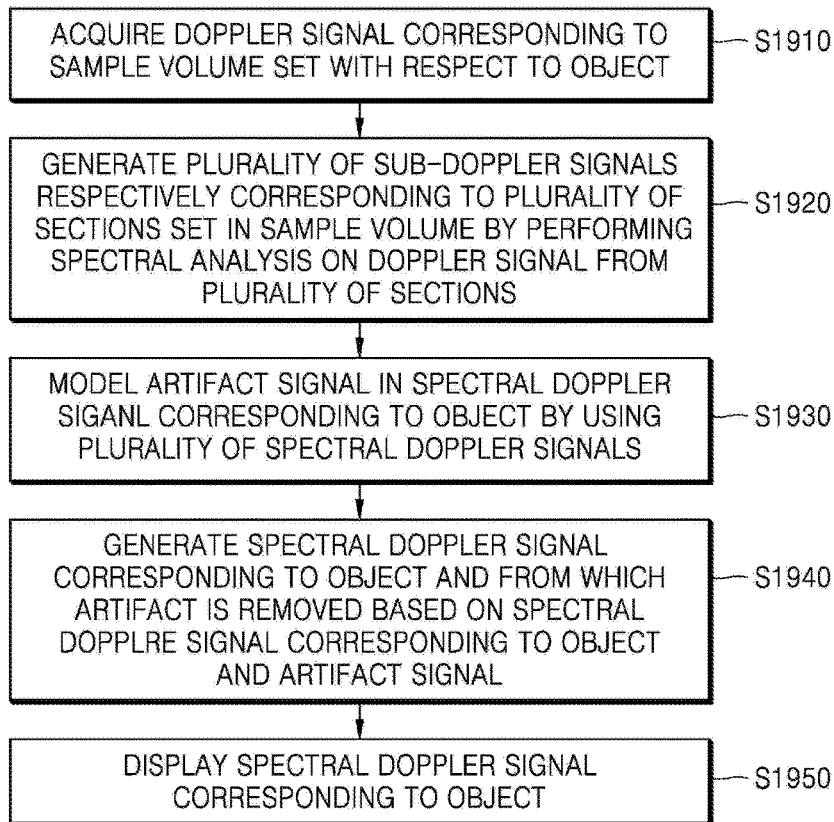 ACQUIRE DOPPLER SIGNAL CORRESPONDING TO
SAMPLE VOLUME SET WITH RESPECT TO OBJECT
S1910
GENERATE PLURALITY OF SUB-DOPPLER SIGNALS
RESPECTIVELY CORRESPONDING TO PLURALITY OF
SECTIONS SET IN SAMPLE VOLUME BY PERFORMING
SPECTRAL ANALYSIS ON DOPPLER SIGNAL FROM
PLURALITY OF SECTIONS
S1920
MODEL ARTIFACT SIGNAL IN SPECTRAL DOPPLER
SIGANL CORRESPONDING TO OBJECT BY USING
PLURALITY OF SPECTRAL DOPPLER SIGNALS
S1930
GENERATE SPECTRAL DOPPLER SIGNAL
CORRESPONDING TO OBJECT AND FROM WHICH
ARTIFACT IS REMOVED BASED ON SPECTRAL
DOPPLRE SIGNAL CORRESPONDING TO OBJECT
AND ARTIFACT SIGNAL
S1940
DISPLAY SPECTRAL DOPPLER SIGNAL
CORRESPONDING TO OBJECT
S1950